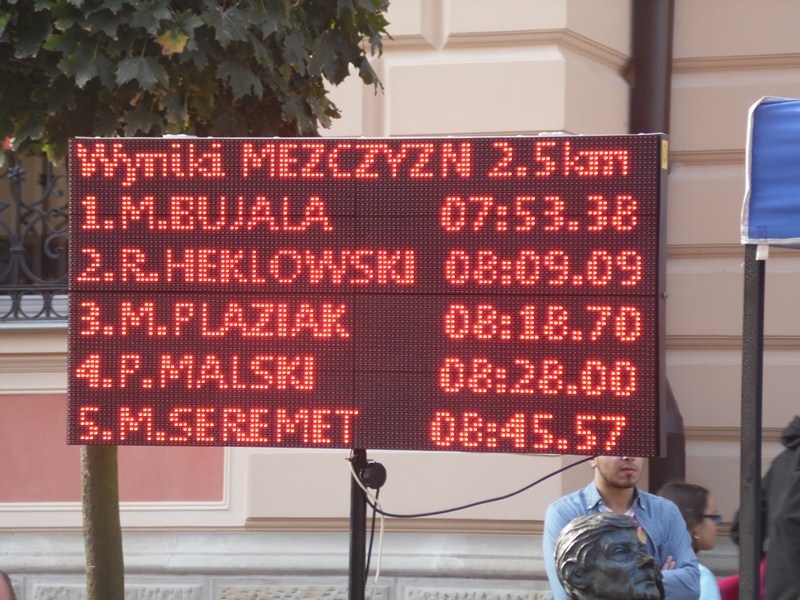 Wyniki MEZCZYZN 2.5km
1.M.BUJALA 07:53.38
2.R.HEKLOWSKI 08:09.09
3.M.PLAZIAK 08:18.70
4.P.MALSKI 08:28.00
5.M.SEREMET 08:45.57